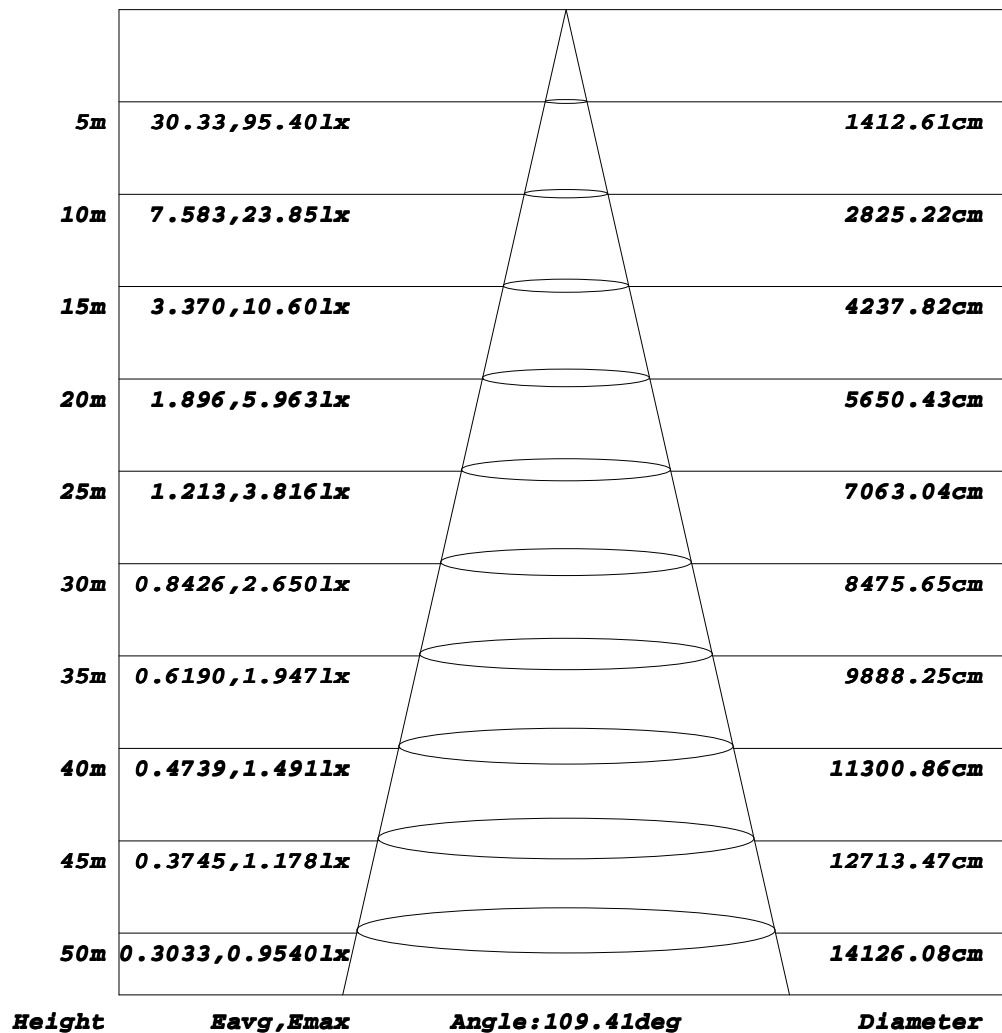 5m 30.33,95.40lx 1412.61cm
10m 7.583,23.85lx 2825.22cm
15m 3.370,10.60lx 4237.82cm
20m 1.896,5.963lx 5650.43cm
25m 1.213,3.816lx 7063.04cm
30m 0.8426,2.650lx 8475.65cm
35m 0.6190,1.947lx 9888.25cm
40m 0.4739,1.491lx 11300.86cm
45m 0.3745,1.178lx 12713.47cm
50m 0.3033,0.9540lx 14126.08cm
Height Eavg,Emax Angle:109.41deg Diameter